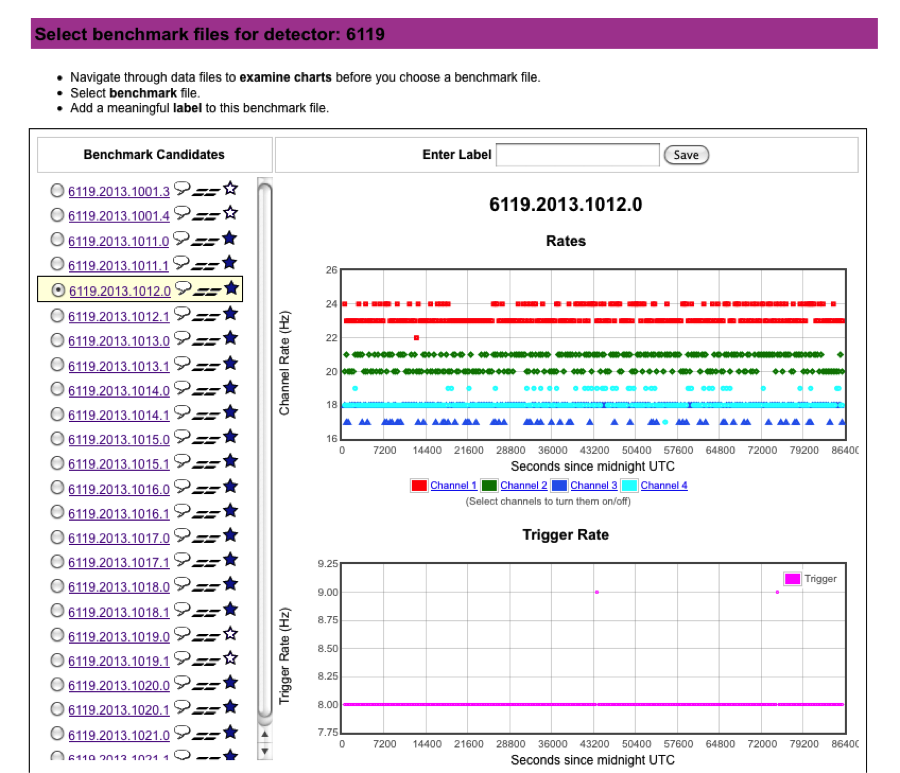 Select benchmark files for detector: 6119
Navigate through data files to examine charts before you choose a benchmark file.
Select benchmark file.
Add a meaningful label to this benchmark file.
Benchmark Candidates
Enter Label
Save
6119.2013.1001.3
6119.2013.1001.4
6119.2013.1011.0
6119.2013.1011.1
6119.2013.1012.0
6119.2013.1012.1
6119.2013.1013.0
6119.2013.1013.1
6119.2013.1014.0
6119.2013.1014.1
6119.2013.1015.0
6119.2013.1015.1
6119.2013.1016.0
6119.2013.1016.1
6119.2013.1017.0
6119.2013.1017.1
6119.2013.1018.0
6119.2013.1018.1
6119.2013.1019.0
6119.2013.1019.1
6119.2013.1020.0
6119.2013.1020.1
6119.2013.1021.0
6119.2013.1021.1
6119.2013.1012.0
Rates
Channel Rate (Hz)
26
24
22
20
18
16
0 7200 14400 21600 28800 36000 43200 50400 57600 64800 72000 79200 86400
Seconds since midnight UTC
Channel 1 Channel 2 Channel 3 Channel 4
(Select channels to turn them on/off)
Trigger Rate
Trigger Rate (Hz)
9.25
9.00
8.75
8.50
8.25
8.00
7.75
Trigger
0 7200 14400 21600 28800 36000 43200 50400 57600 64800 72000 79200 86400
Seconds since midnight UTC